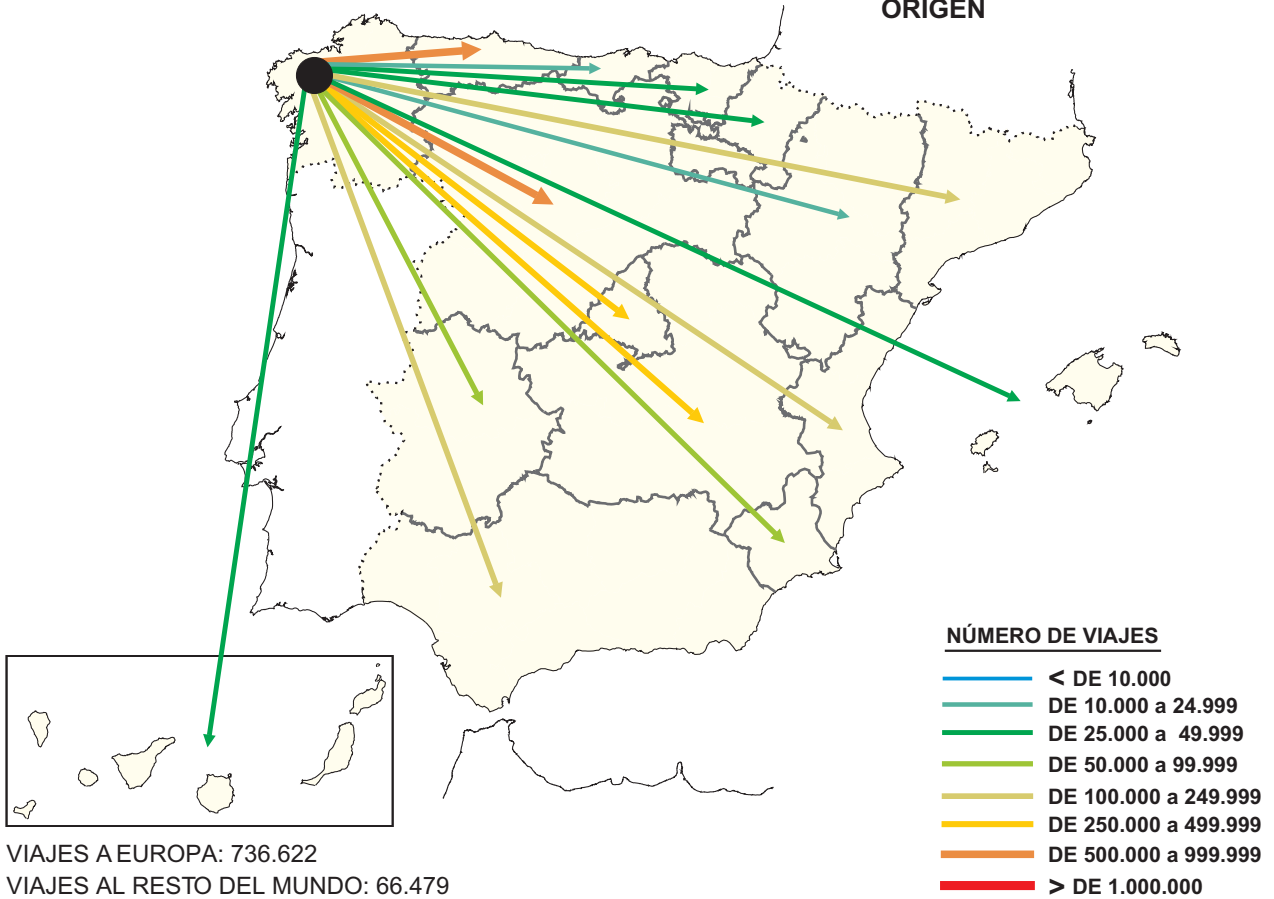 ORIGEN
NÚMERO DE VIAJES
< DE 10.000
DE 10.000 a 24.999
DE 25.000 a 49.999
DE 50.000 a 99.999
DE 100.000 a 249.999
DE 250.000 a 499.999
DE 500.000 a 999.999
> DE 1.000.000
VIAJES A EUROPA: 736.622
VIAJES AL RESTO DEL MUNDO: 66.479